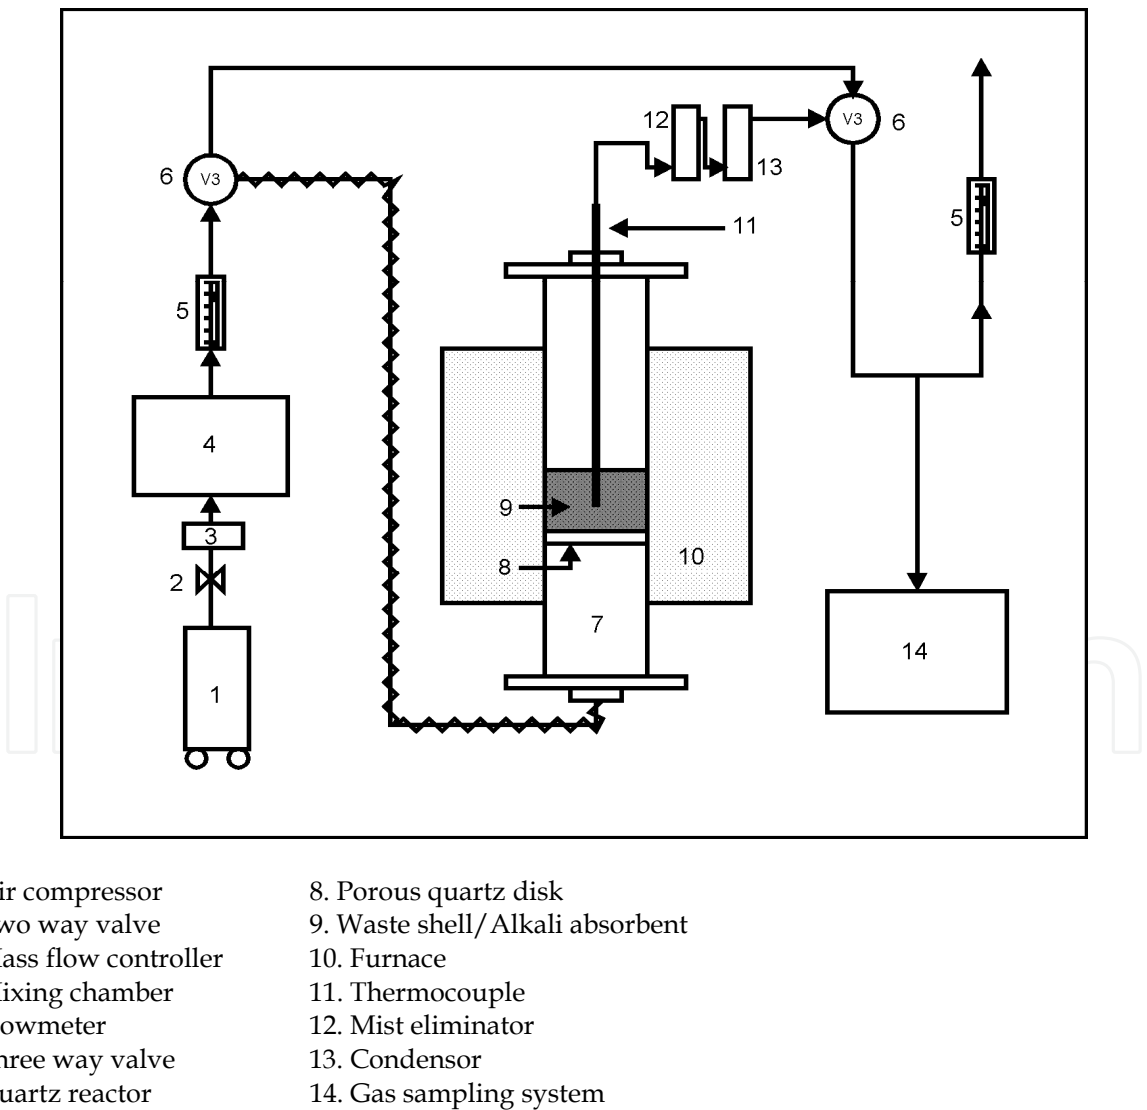 6
V3
12
13
V3
6
11
5
5
4
9
3
10
2
8
7
14
1
ir compressor
wo way valve
ass flow controller
ixing chamber
owmeter
hree way valve
uartz reactor
8. Porous quartz disk
9. Waste shell/Alkali absorbent
10. Furnace
11. Thermocouple
12. Mist eliminator
13. Condensor
14. Gas sampling system